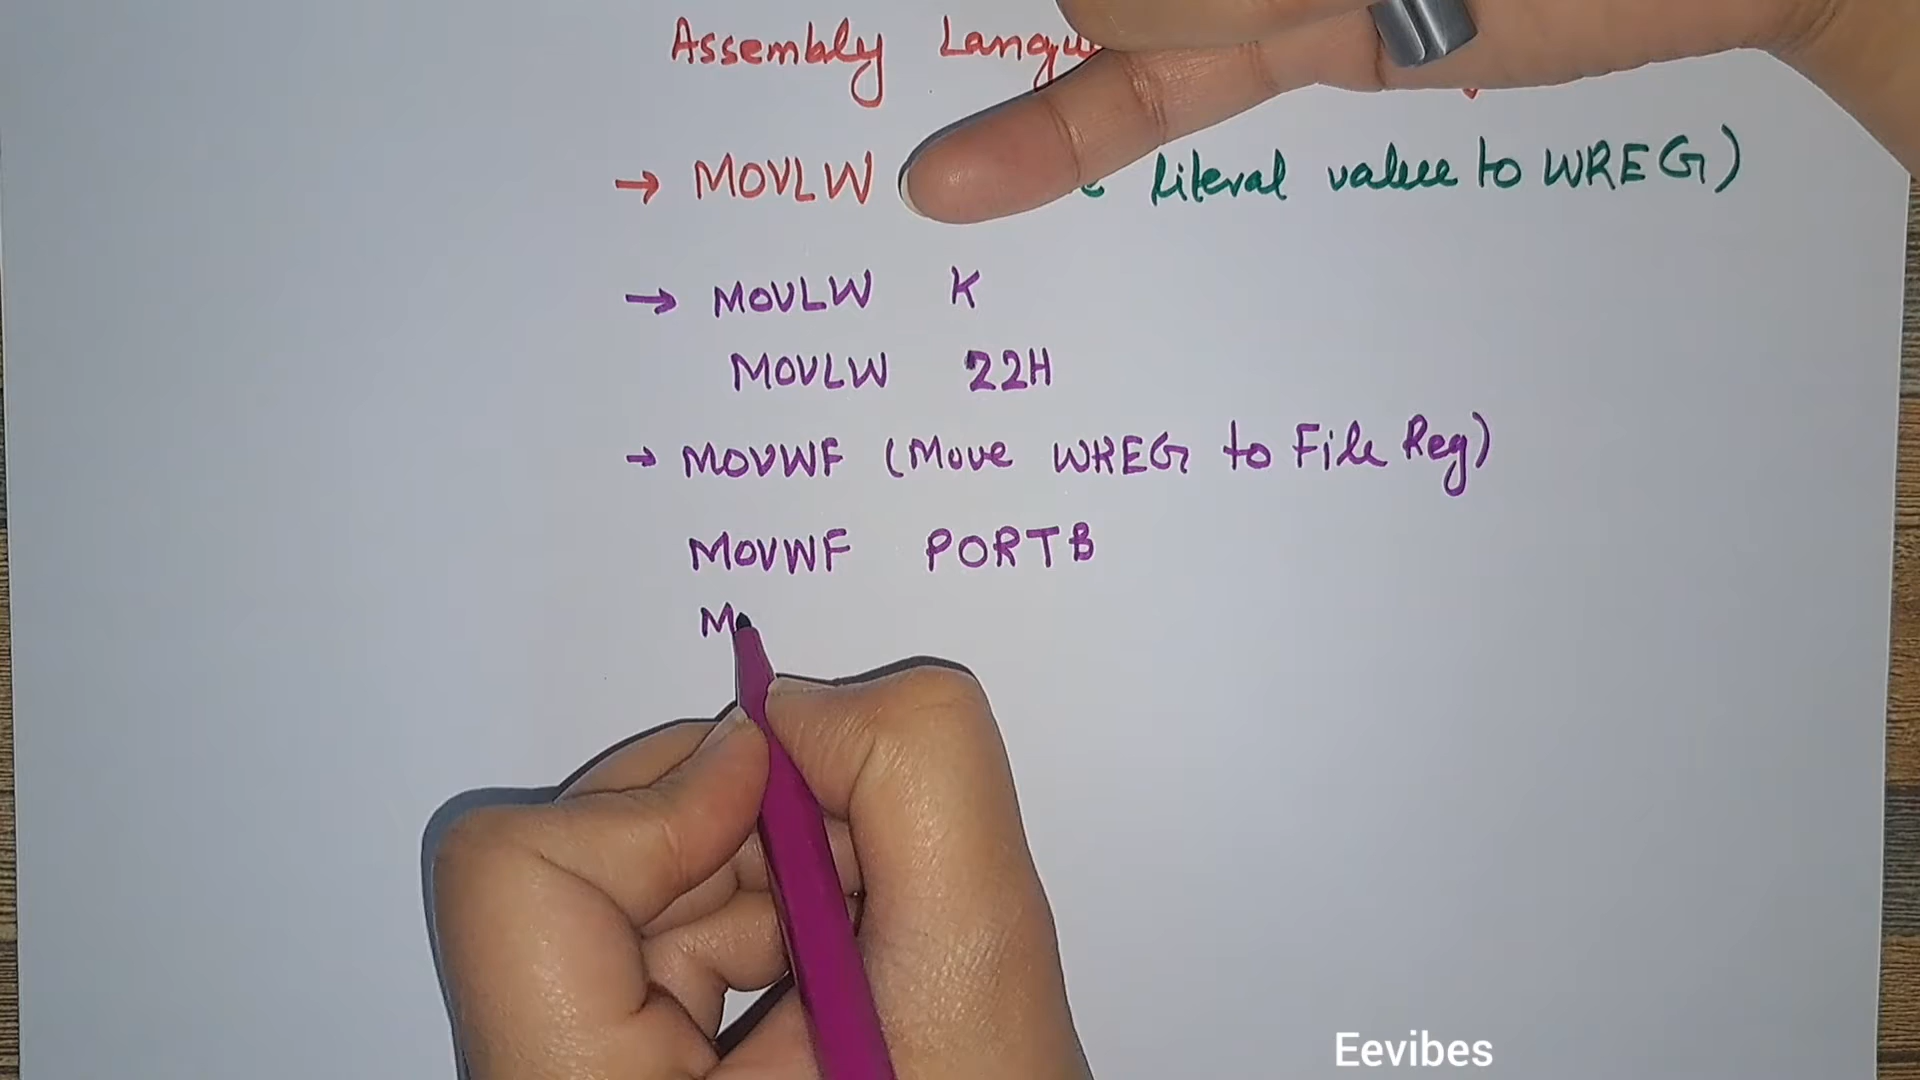 Assembly
→ MOVLW literal value to WREG)
→ MOVLW K
MOVLW 22H
→ MOVWF (Move WREG to File Reg)
MOVWF PORTB
M
Eevibes